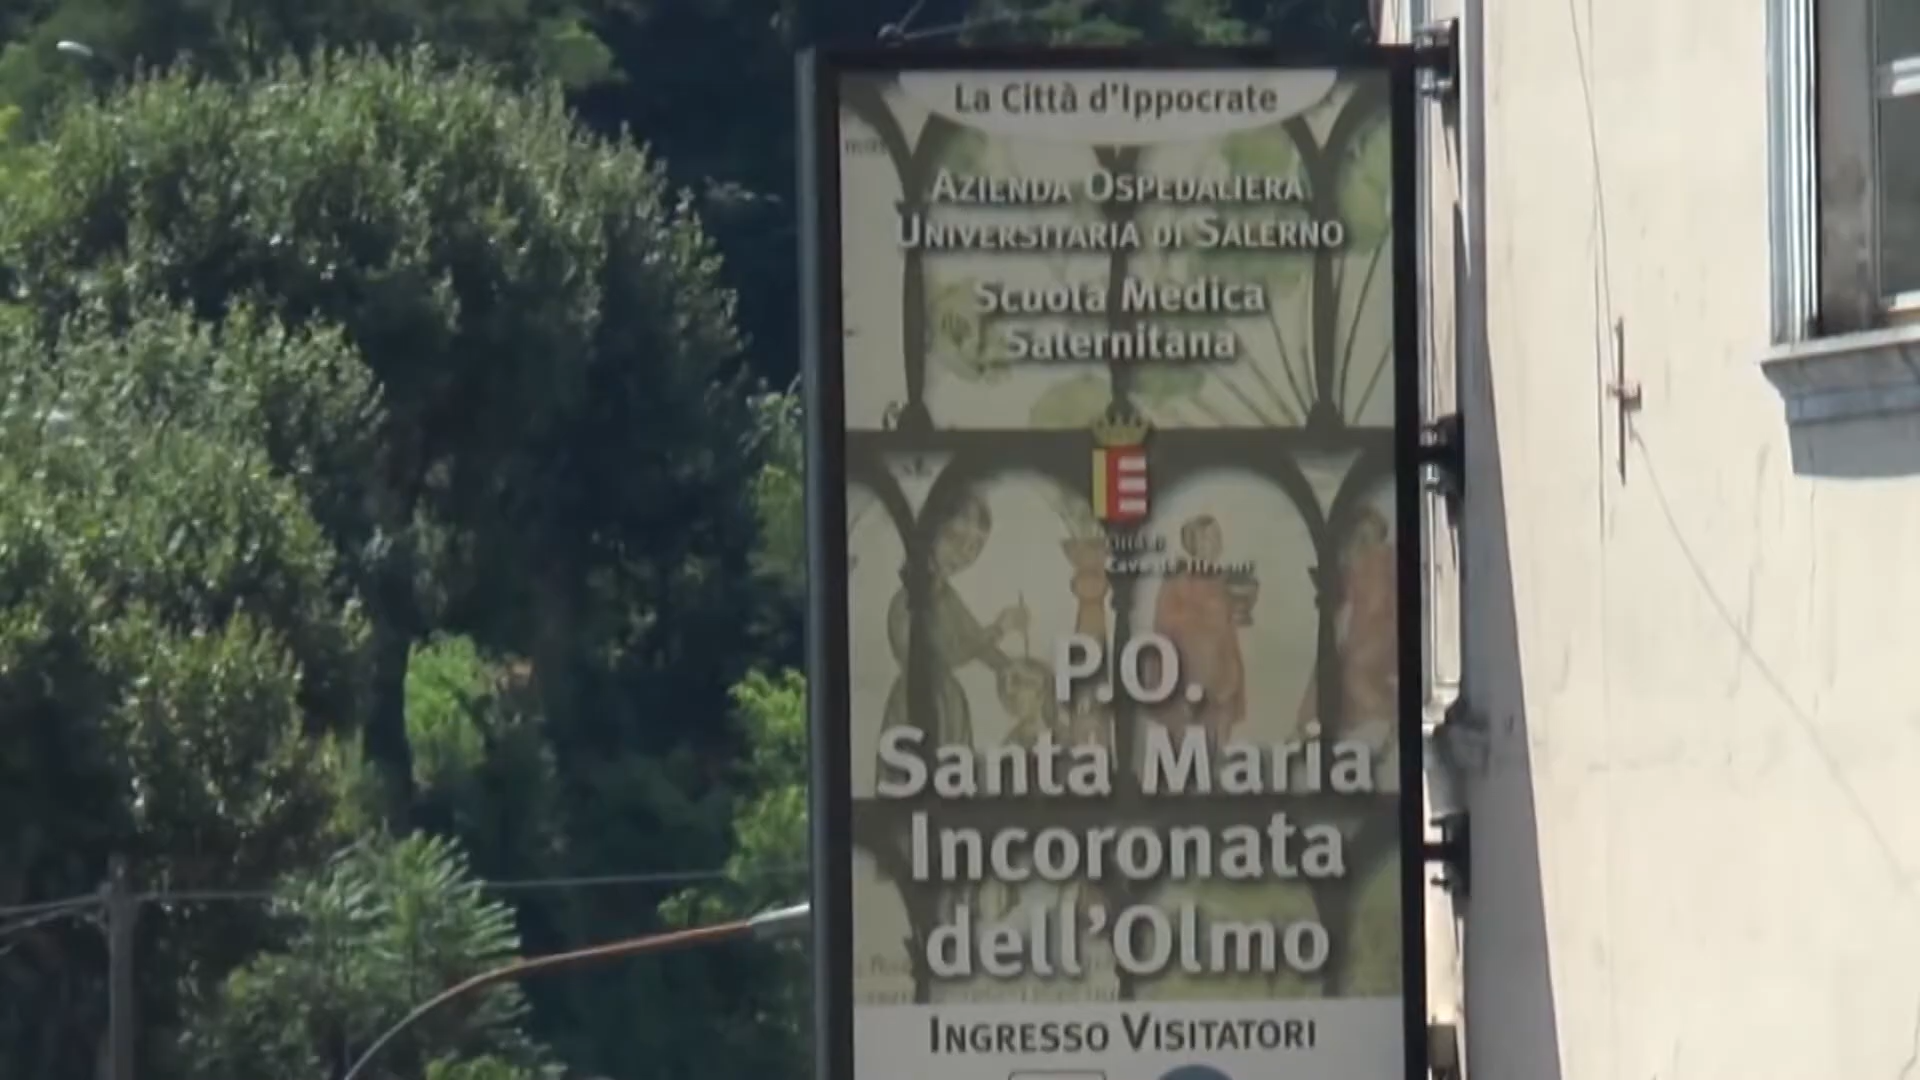 La Città d'Ippocrate
AZIENDA OSPEDALIERA
UNIVERSITARIA DI SALERNO
Scuola Medica
Salernitana
P.O.
Santa Maria
Incoronata
dell'Olmo
INGRESSO VISITATORI